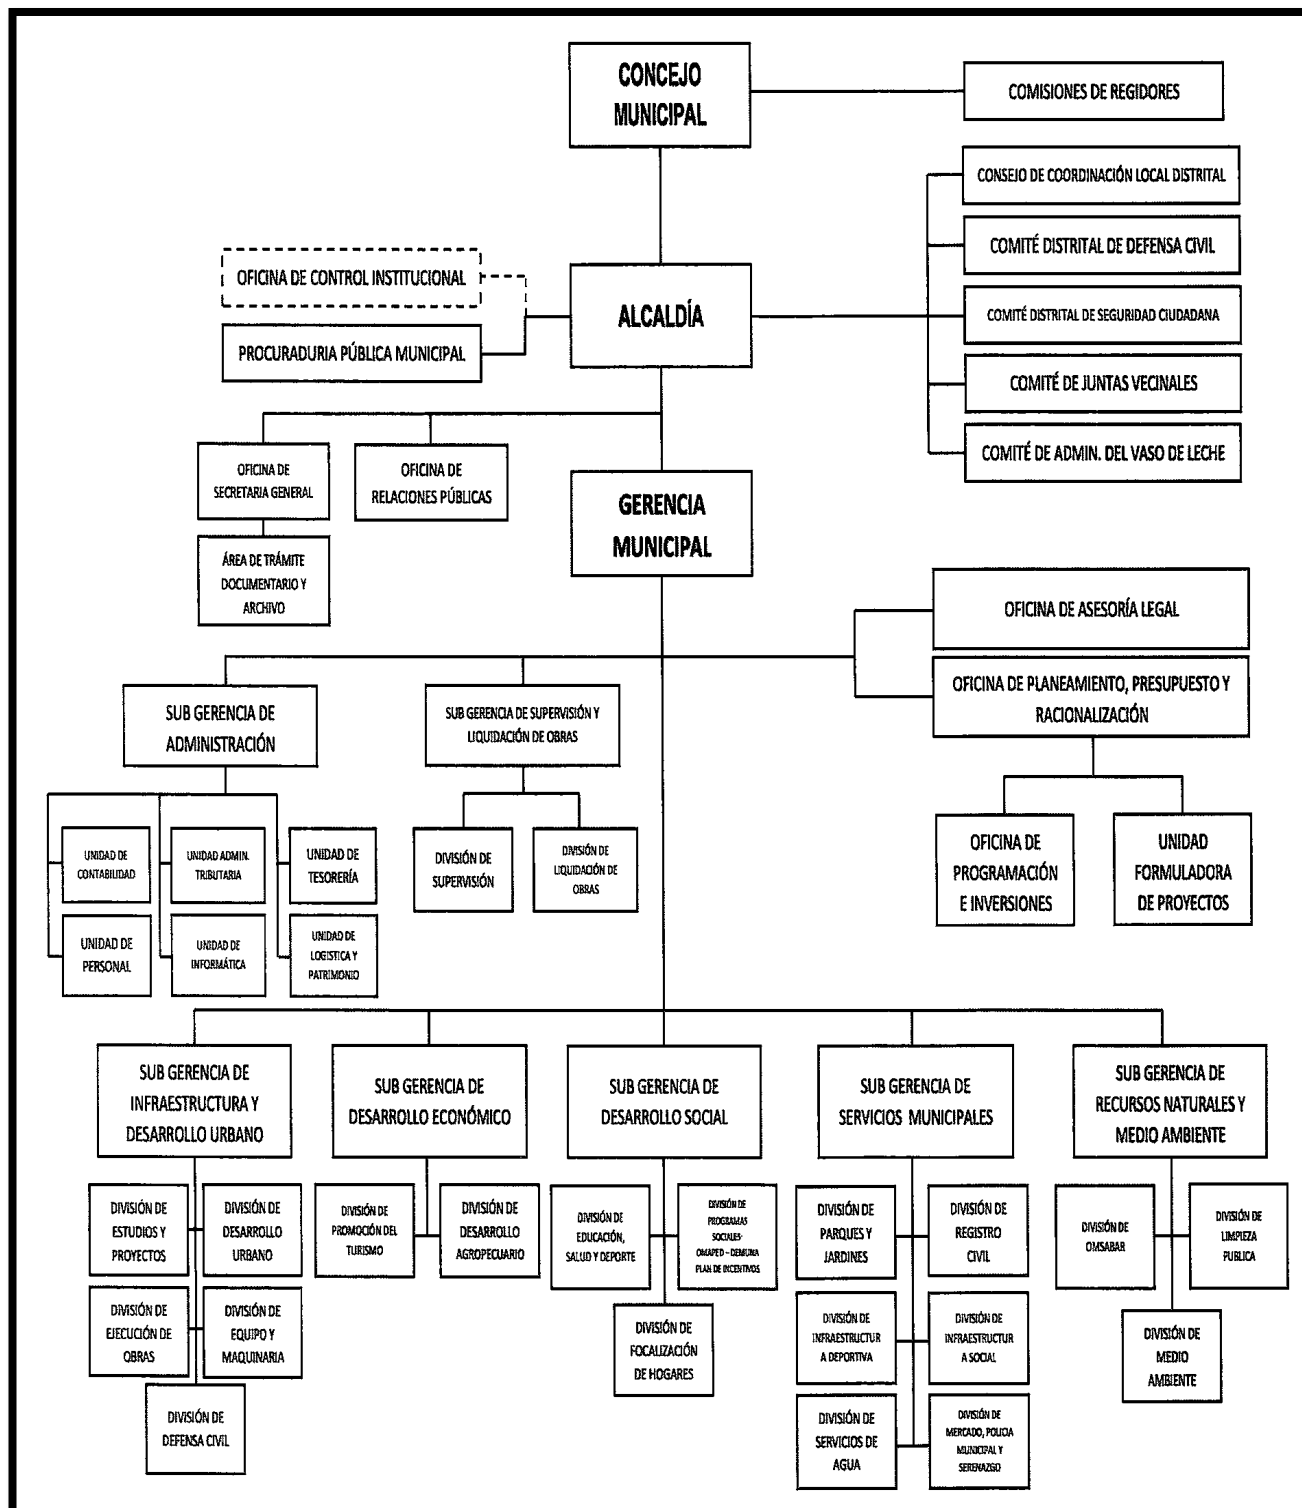 CONCEJO
MUNICIPAL
COMISIONES DE REGIDORES
CONSEJO DE COORDINACIÓN LOCAL DISTRITAL
COMITÉ DISTRITAL DE DEFENSA CIVIL
COMITÉ DISTRITAL DE SEGURIDAD CIUDADANA
COMITÉ DE JUNTAS VECINALES
COMITÉ DE ADMIN. DEL VASO DE LECHE
OFICINA DE CONTROL INSTITUCIONAL
PROCURADURIA PÚBLICA MUNICIPAL
ALCALDÍA
OFICINA DE
SECRETARIA GENERAL
OFICINA DE
RELACIONES PÚBLICAS
ÁREA DE TRÁMITE
DOCUMENTARIO Y
ARCHIVO
GERENCIA
MUNICIPAL
OFICINA DE ASESORÍA LEGAL
OFICINA DE PLANEAMIENTO, PRESUPUESTO Y
RACIONALIZACIÓN
OFICINA DE
PROGRAMACIÓN
E INVERSIONES
UNIDAD
FORMULADORA
DE PROYECTOS
SUB GERENCIA DE
ADMINISTRACIÓN
SUB GERENCIA DE SUPERVISIÓN Y
LIQUIDACIÓN DE OBRAS
UNIDAD DE
CONTABILIDAD
UNIDAD ADMIN.
TRIBUTARIA
UNIDAD DE
TESORERÍA
UNIDAD DE
PERSONAL
UNIDAD DE
INFORMÁTICA
UNIDAD DE
LOGISTICA Y
PATRIMONIO
DIVISIÓN DE
SUPERVISIÓN
DIVISIÓN DE
LIQUIDACIÓN DE
OBRAS
SUB GERENCIA DE
INFRAESTRUCTURA Y
DESARROLLO URBANO
SUB GERENCIA DE
DESARROLLO ECONÓMICO
SUB GERENCIA DE
DESARROLLO SOCIAL
SUB GERENCIA DE
SERVICIOS MUNICIPALES
SUB GERENCIA DE
RECURSOS NATURALES Y
MEDIO AMBIENTE
DIVISIÓN DE
ESTUDIOS Y
PROYECTOS
DIVISIÓN DE
DESARROLLO
URBANO
DIVISIÓN DE
EJECUCIÓN DE
OBRAS
DIVISIÓN DE
EQUIPO Y
MAQUINARIA
DIVISIÓN DE
DEFENSA CIVIL
DIVISIÓN DE
PROMOCIÓN DEL
TURISMO
DIVISIÓN DE
DESARROLLO
AGROPECUARIO
DIVISIÓN DE
EDUCACIÓN,
SALUD Y DEPORTE
DIVISIÓN DE
PROGRAMAS
SOCIALES-
OMAPED – DEMUNA
PLAN DE INCENTIVOS
DIVISIÓN DE
FOCALIZACIÓN
DE HOGARES
DIVISIÓN DE
PARQUES Y
JARDINES
DIVISIÓN DE
REGISTRO
CIVIL
DIVISIÓN DE
INFRAESTRUCTUR
A DEPORTIVA
DIVISIÓN DE
INFRAESTRUCTUR
A SOCIAL
DIVISIÓN DE
SERVICIOS DE
AGUA
DIVISIÓN DE
MERCADO, POLICIA
MUNICIPAL Y
SERENAZGO
DIVISIÓN DE
OMSABAR
DIVISIÓN DE
LIMPIEZA
PUBLICA
DIVISIÓN DE
MEDIO
AMBIENTE